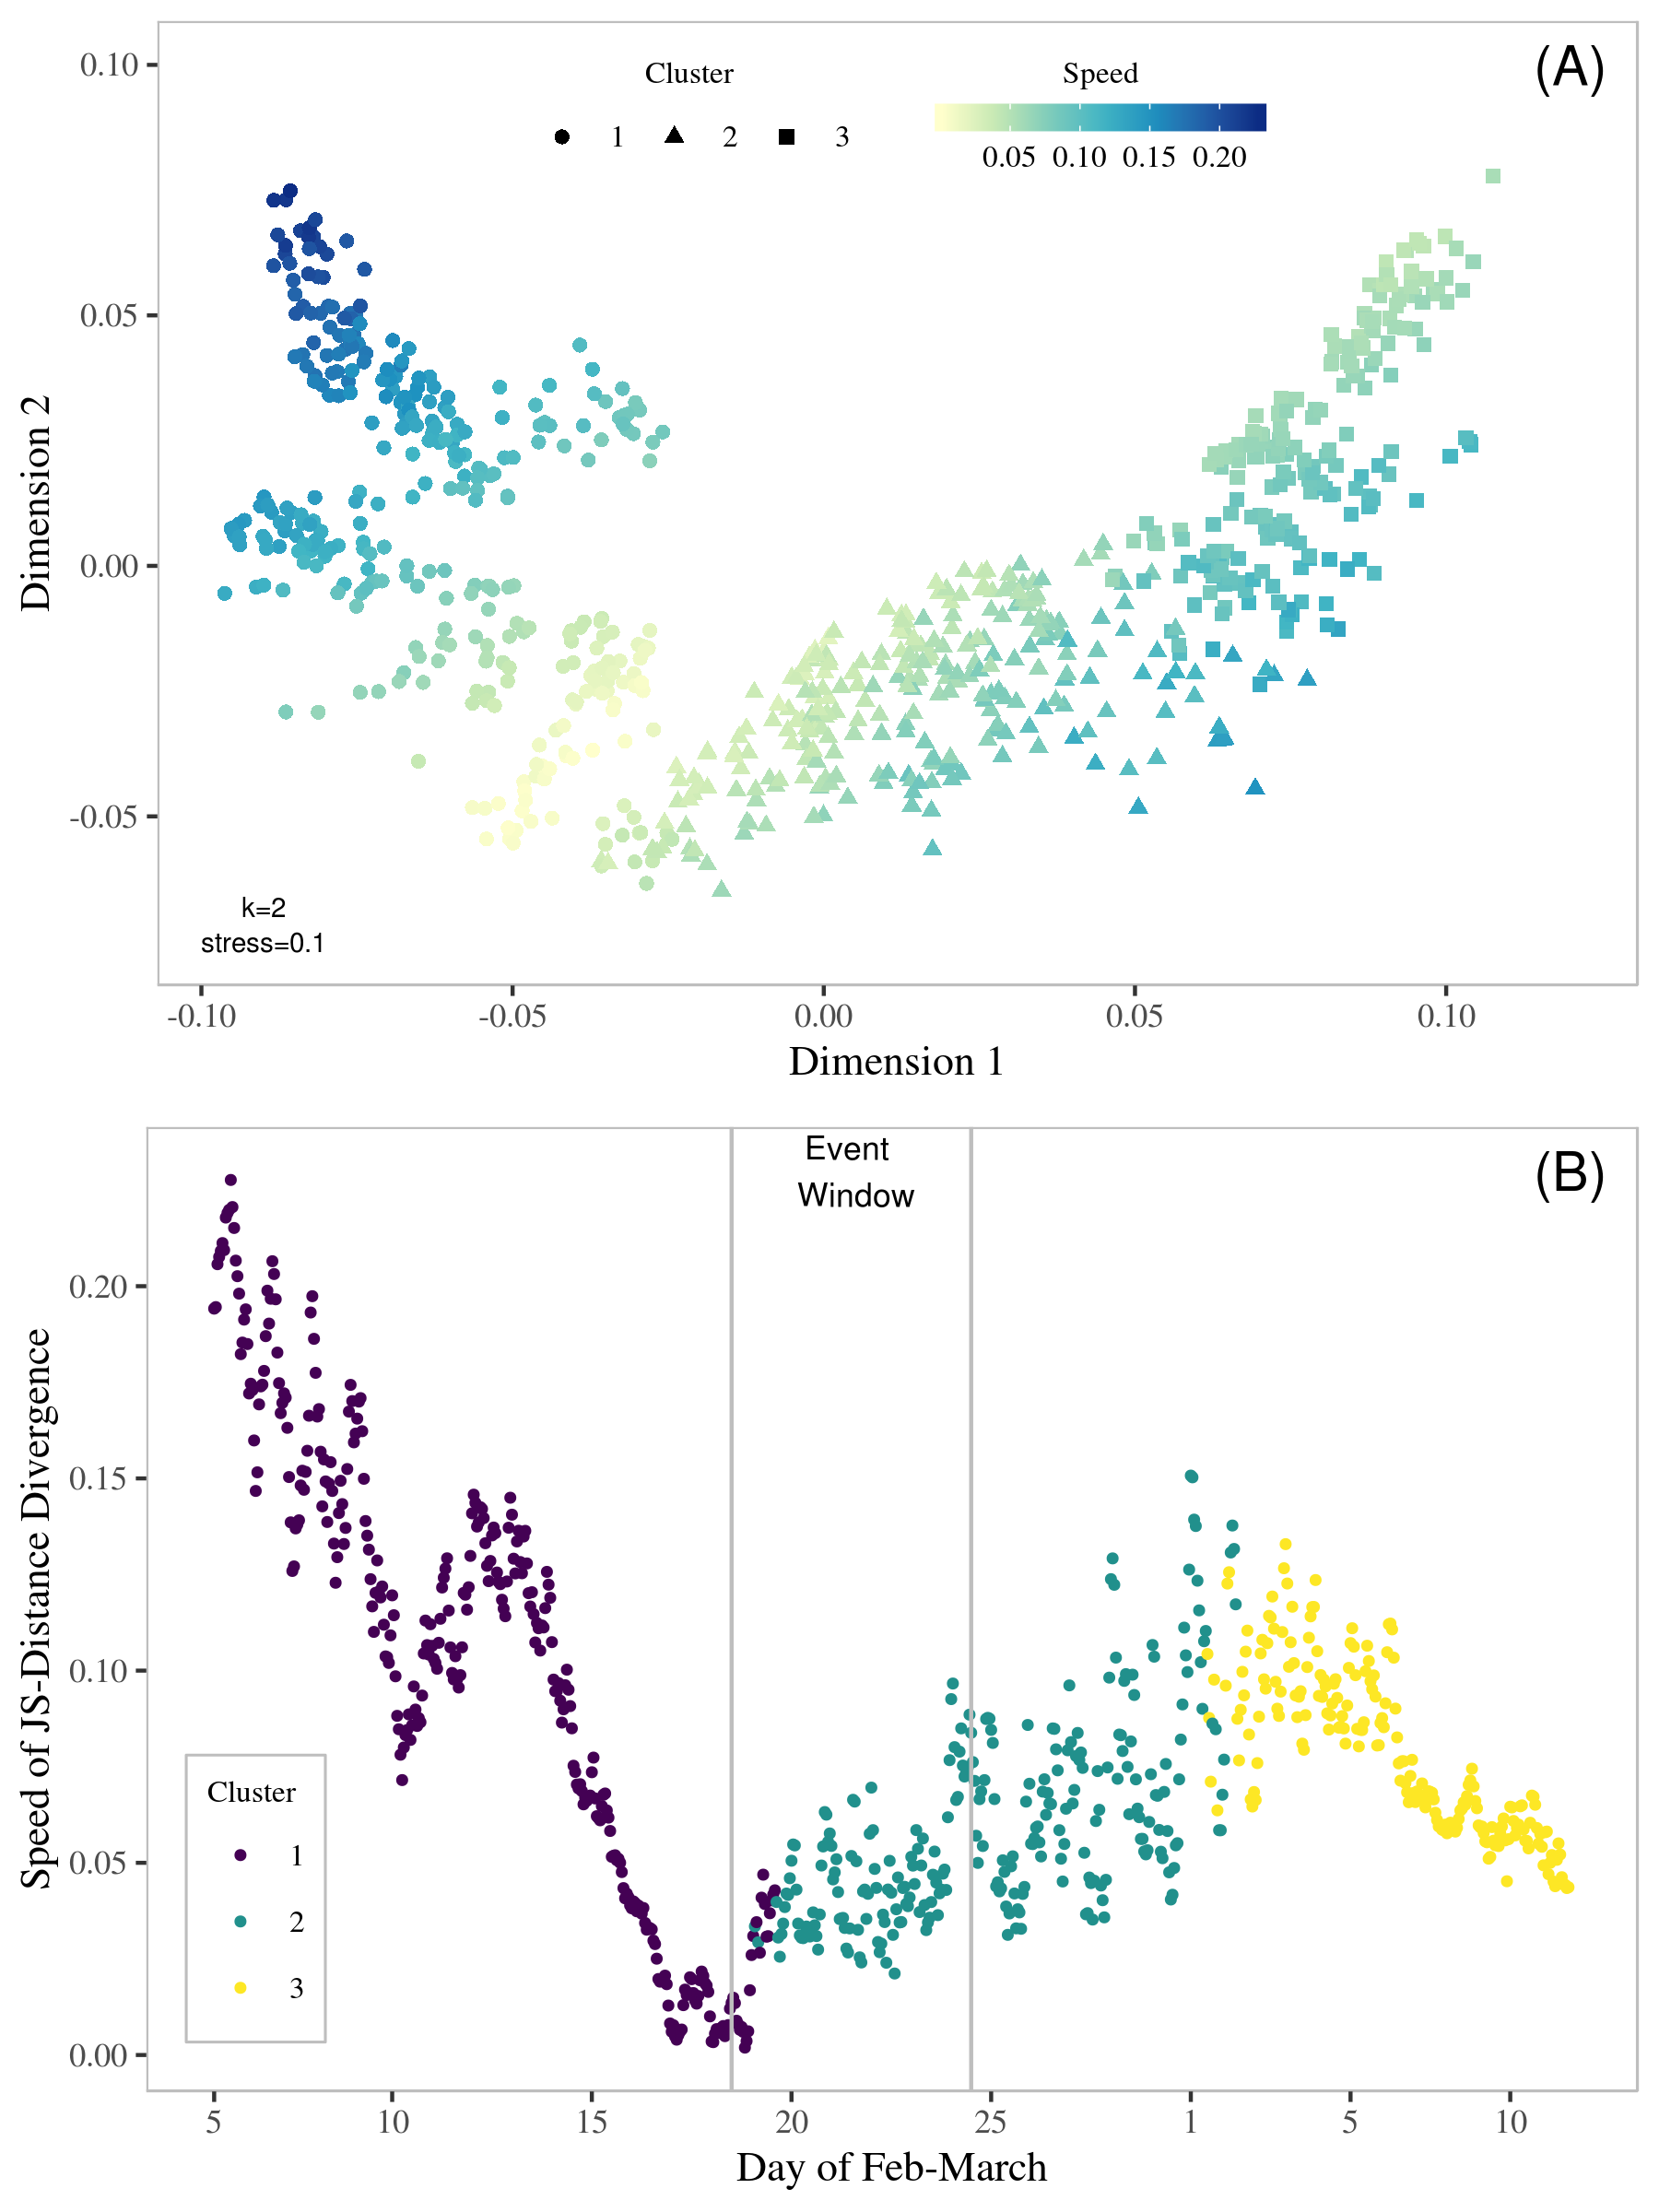 (A)
Cluster
1 2 3
Speed
0.05 0.10 0.15 0.20
0.10
0.05
0.00
-0.05
Dimension 2
k=2
stress=0.1
-0.10 -0.05 0.00 0.05 0.10
Dimension 1
(B)
Event
Window
0.20
0.15
0.10
0.05
0.00
Speed of JS-Distance Divergence
Cluster
1
2
3
5 10 15 20 25 1 5 10
Day of Feb-March